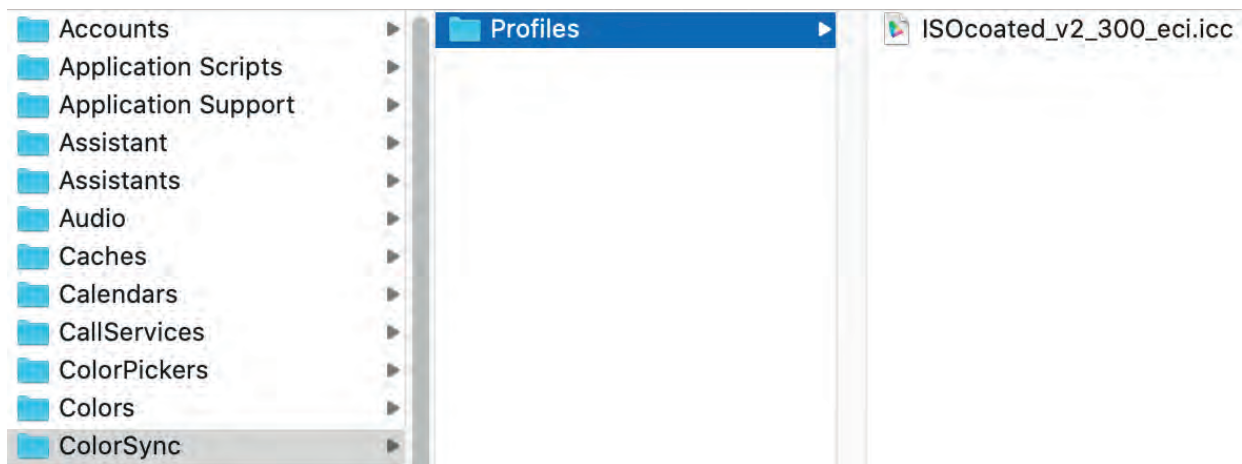 Accounts
Application Scripts
Application Support
Assistant
Assistants
Audio
Caches
Calendars
CallServices
ColorPickers
Colors
ColorSync
Profiles
ISOcoated_v2_300_eci.icc